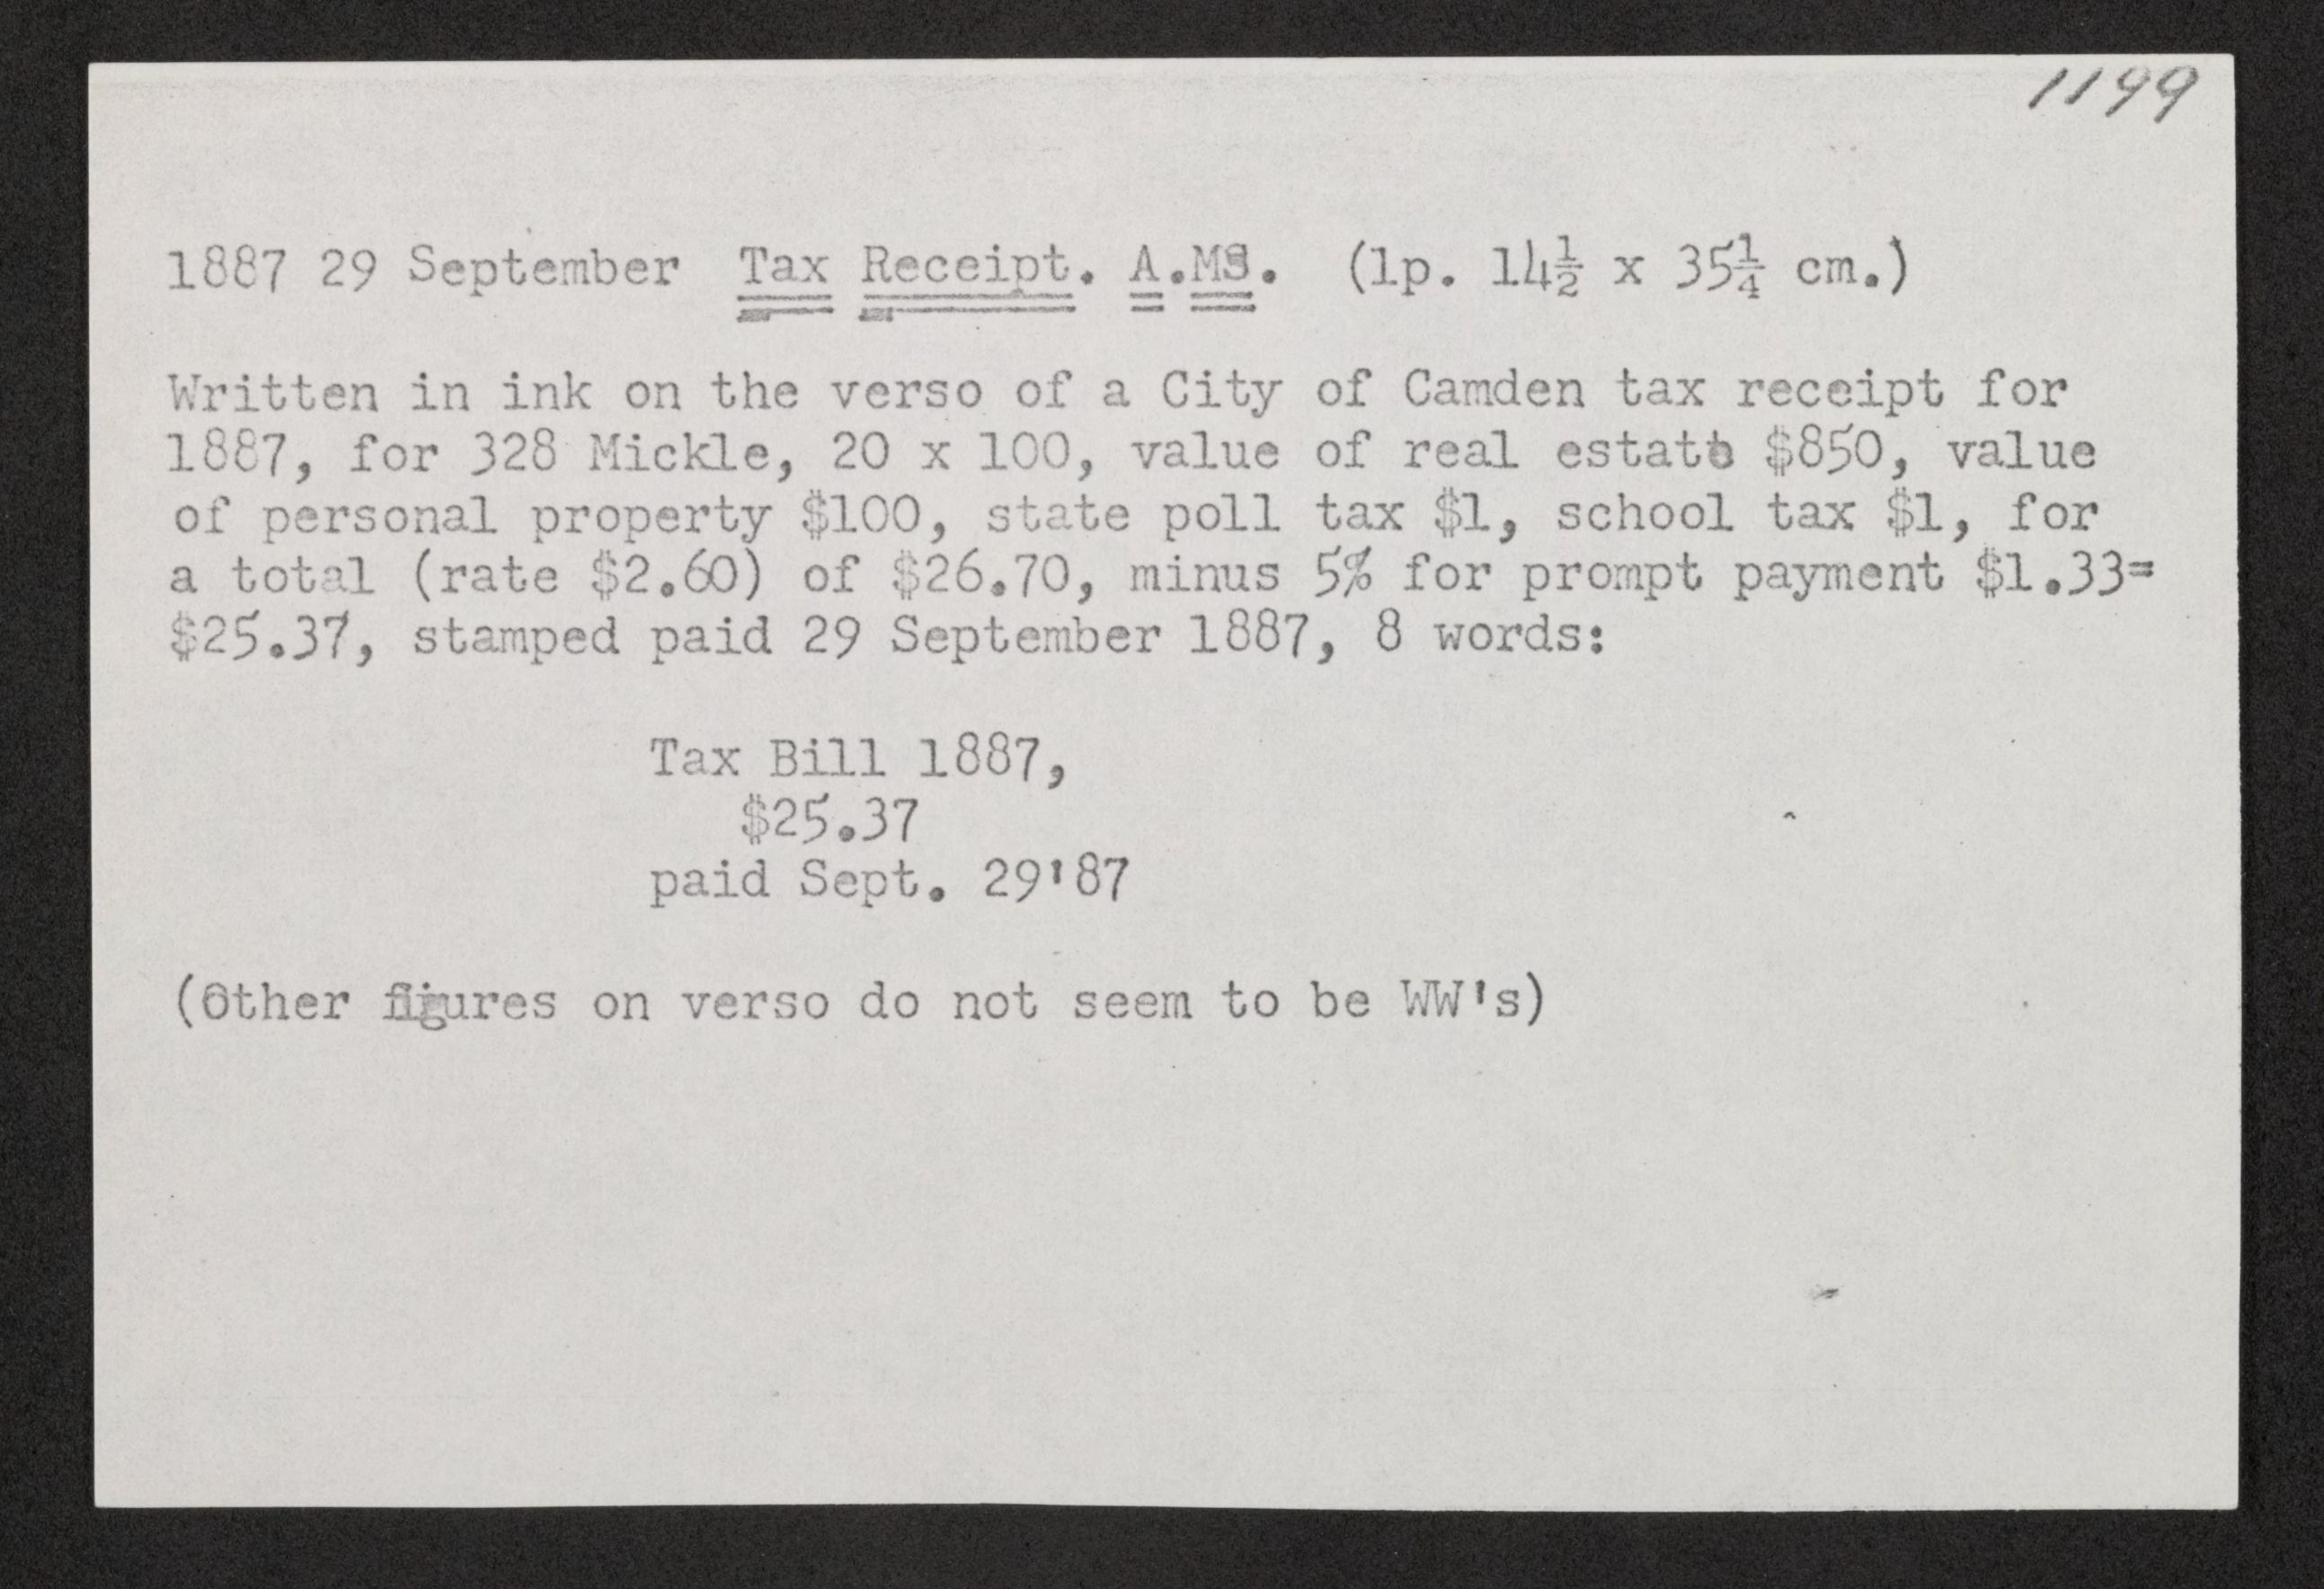 1199
1887 29 September Tax Receipt. A.MS. (1p. 14½ x 35¼ cm.)
Written in ink on the verso of a City of Camden tax receipt for
1887, for 328 Mickle, 20 x 100, value of real estate $850, value
of personal property $100, state poll tax $1, school tax $1, for
a total (rate $2.60) of $26.70, minus 5% for prompt payment $1.33=
$25.37, stamped paid 29 September 1887, 8 words:
Tax Bill 1887,
$25.37
paid Sept. 29'87
(Other figures on verso do not seem to be WW's)